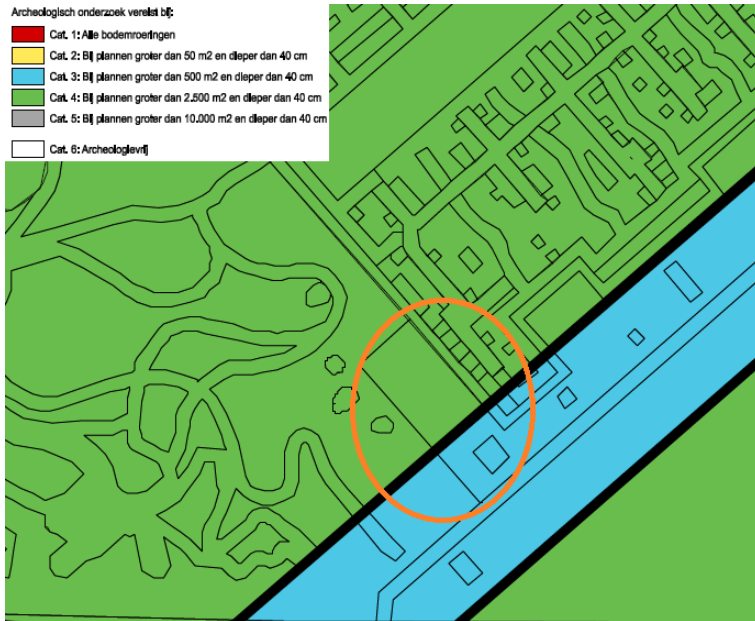 Archeologisch onderzoek vereist bij:
Cat. 1: Alle bodemroeringen
Cat. 2: Bij plannen groter dan 50 m2 en dieper dan 40 cm
Cat. 3: Bij plannen groter dan 500 m2 en dieper dan 40 cm
Cat. 4: Bij plannen groter dan 2.500 m2 en dieper dan 40 cm
Cat. 5: Bij plannen groter dan 10.000 m2 en dieper dan 40 cm
Cat. 6: Archeologievrij